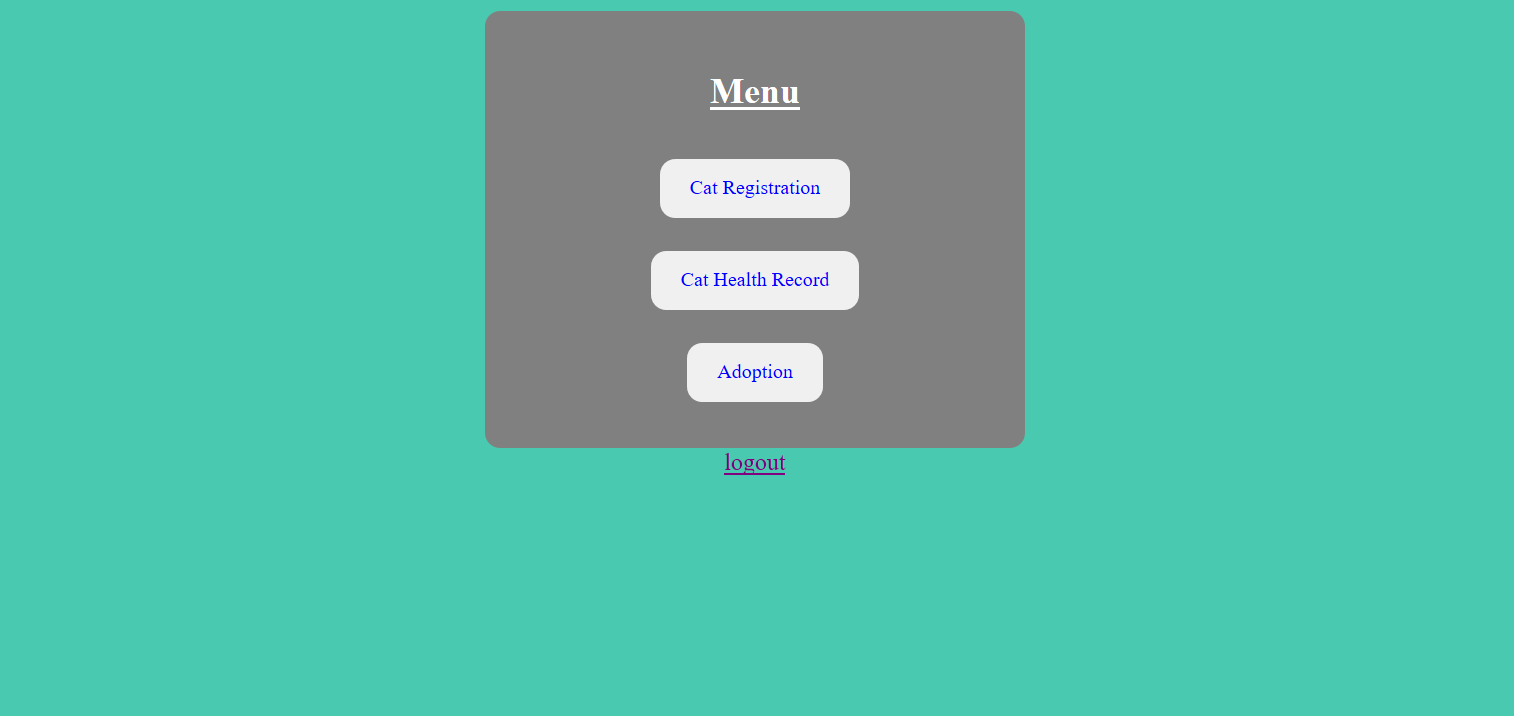 Menu
Cat Registration
Cat Health Record
Adoption
logout